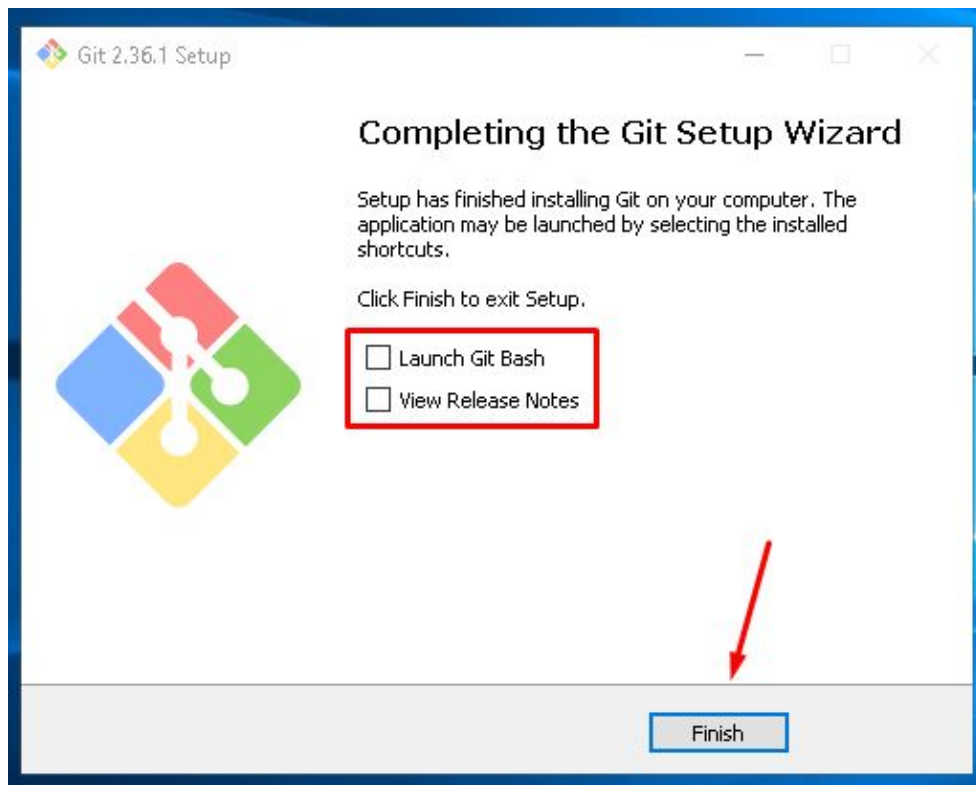 Git 2.36.1 Setup
Completing the Git Setup Wizard
Setup has finished installing Git on your computer. The
application may be launched by selecting the installed
shortcuts.
Click Finish to exit Setup.
Launch Git Bash
View Release Notes
Finish